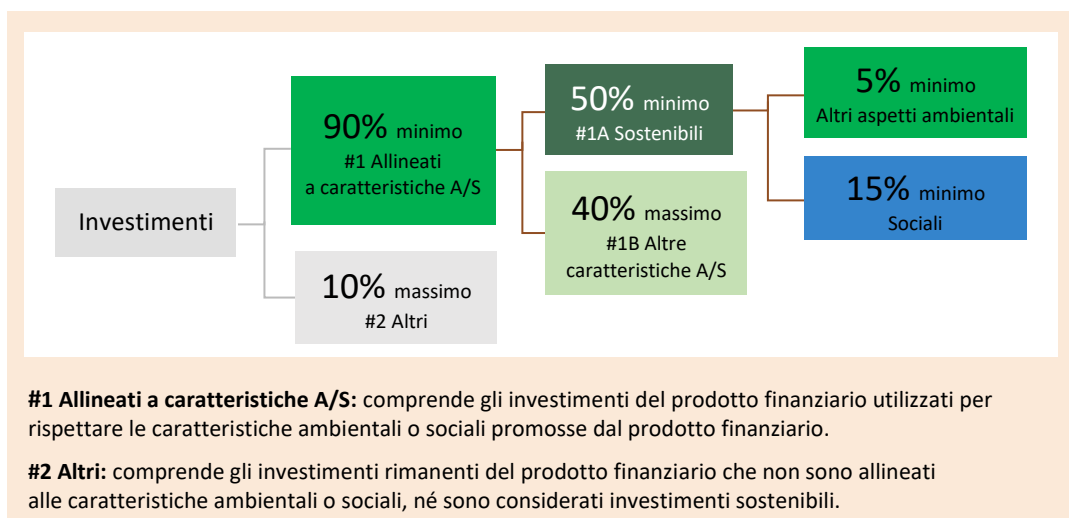 Investimenti
90% minimo
#1 Allineati
a caratteristiche A/S
10% massimo
#2 Altri
50% minimo
#1A Sostenibili
40% massimo
#1B Altre
caratteristiche A/S
5% minimo
Altri aspetti ambientali
15% minimo
Sociali
#1 Allineati a caratteristiche A/S: comprende gli investimenti del prodotto finanziario utilizzati per
rispettare le caratteristiche ambientali o sociali promosse dal prodotto finanziario.
#2 Altri: comprende gli investimenti rimanenti del prodotto finanziario che non sono allineati
alle caratteristiche ambientali o sociali, né sono considerati investimenti sostenibili.